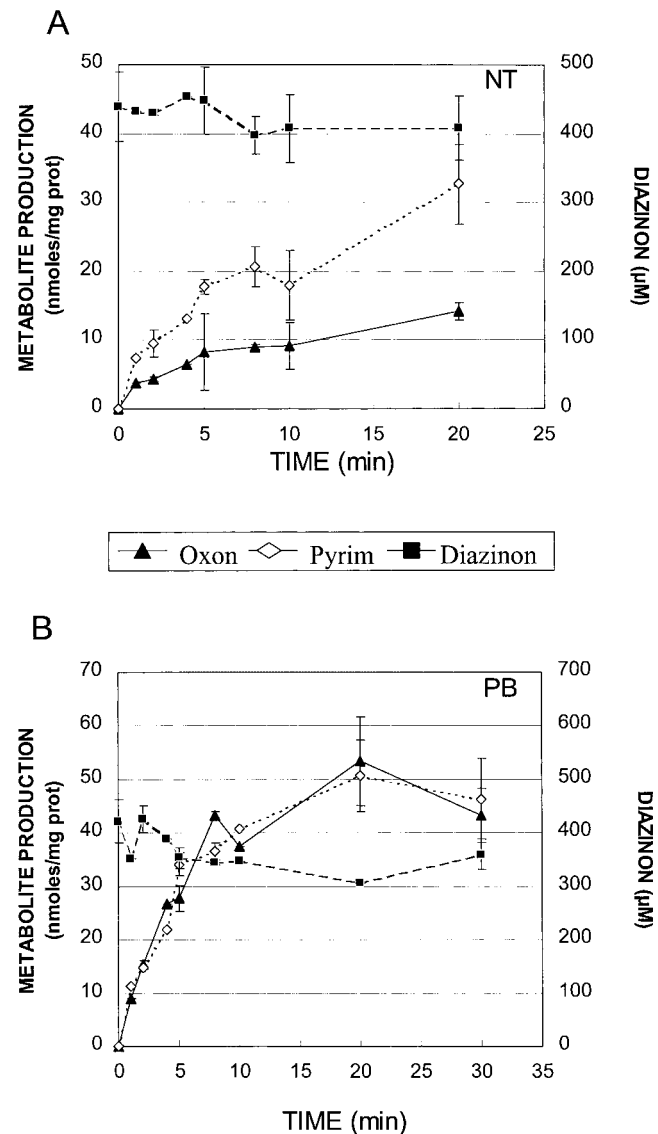 A
NT
METABOLITE PRODUCTION
(nmoles/mg prot)
50
40
30
20
10
0
500
400
300
200
100
0
DIAZINON (µM)
0 5 10 15 20 25
TIME (min)
Oxon Pyrim Diazinon
B
PB
METABOLITE PRODUCTION
(nmoles/mg prot)
70
60
50
40
30
20
10
0
700
600
500
400
300
200
100
0
DIAZINON (µM)
0 5 10 15 20 25 30 35
TIME (min)